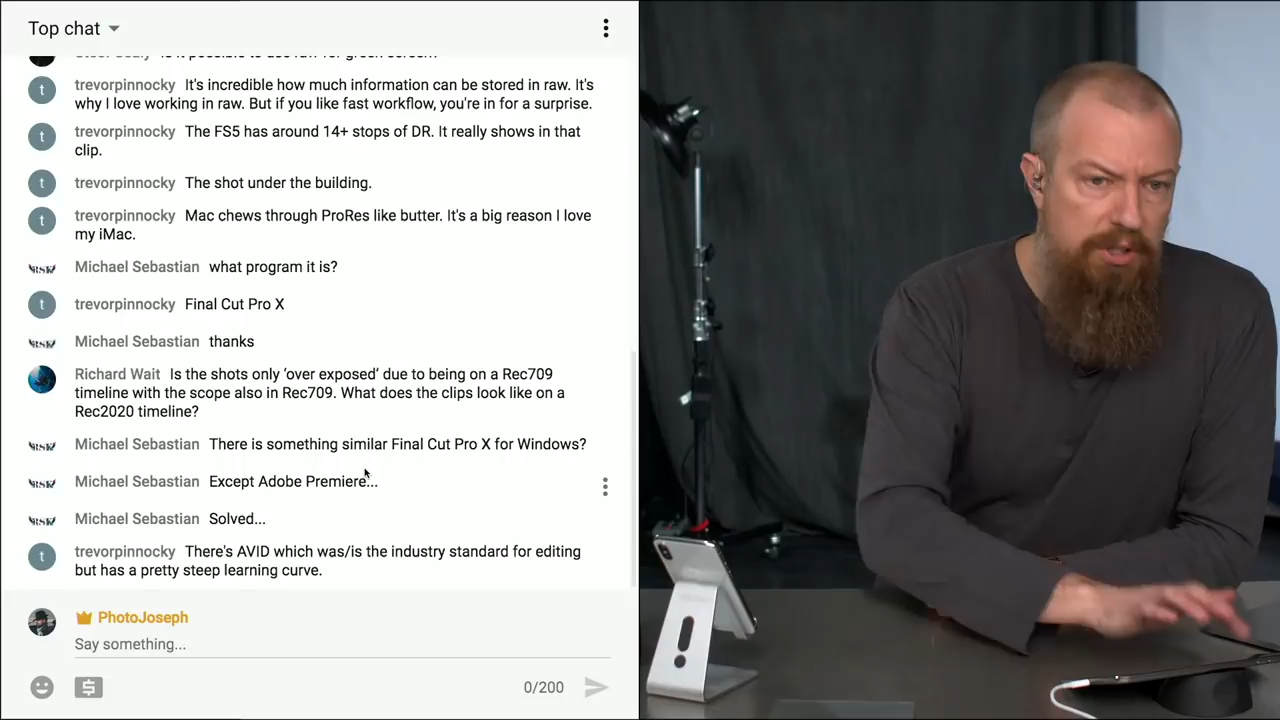 Top chat
trevorpinnocky It's incredible how much information can be stored in raw. It's
why I love working in raw. But if you like fast workflow, you're in for a surprise.
trevorpinnocky The FS5 has around 14+ stops of DR. It really shows in that
clip.
trevorpinnocky The shot under the building.
trevorpinnocky Mac chews through ProRes like butter. It's a big reason I love
my iMac.
Michael Sebastian what program it is?
trevorpinnocky Final Cut Pro X
Michael Sebastian thanks
Richard Wait Is the shots only ‘over exposed’ due to being on a Rec709
timeline with the scope also in Rec709. What does the clips look like on a
Rec2020 timeline?
Michael Sebastian There is something similar Final Cut Pro X for Windows?
Michael Sebastian Except Adobe Premiere...
Michael Sebastian Solved...
trevorpinnocky There's AVID which was/is the industry standard for editing
but has a pretty steep learning curve.
PhotoJoseph
Say something...
0/200